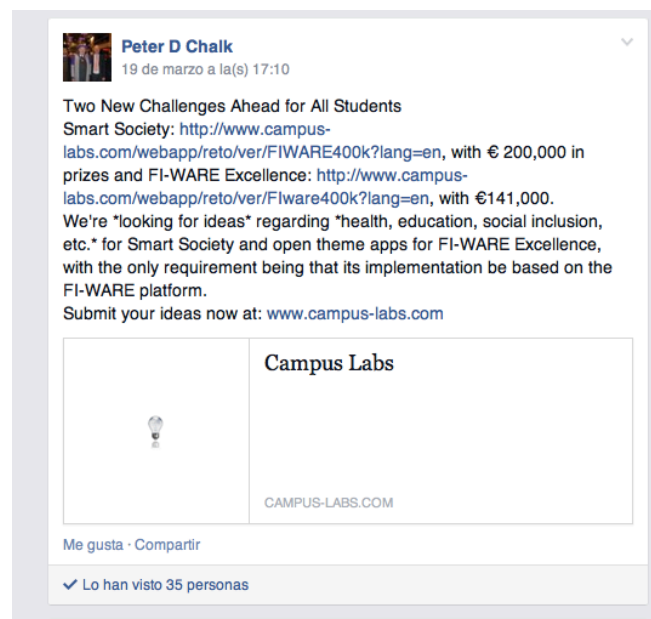 Peter D Chalk
19 de marzo a la(s) 17:10
Two New Challenges Ahead for All Students
Smart Society: http://www.campus-
labs.com/webapp/reto/ver/FIWARE400k?lang=en, with € 200,000 in
prizes and FI-WARE Excellence: http://www.campus-
labs.com/webapp/reto/ver/FIware400k?lang=en, with €141,000.
We're *looking for ideas* regarding *health, education, social inclusion,
etc.* for Smart Society and open theme apps for FI-WARE Excellence,
with the only requirement being that its implementation be based on the
FI-WARE platform.
Submit your ideas now at: www.campus-labs.com
Campus Labs
CAMPUS-LABS.COM
Me gusta · Compartir
Lo han visto 35 personas